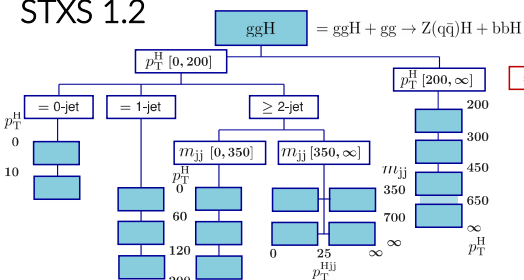 STXS 1.2
ggH = ggH + gg → Z(qq̄)H + bbH
p_T^H [0, 200]
p_T^H [200, ∞]
= 0-jet = 1-jet ≥ 2-jet
p_T^H
0
10
m_jj [0, 350] m_jj [350, ∞]
p_T^H
0
60
120
200
m_jj
350
700
∞
0 25 ∞
p_T^Hjj
200
300
450
650
∞
p_T^H